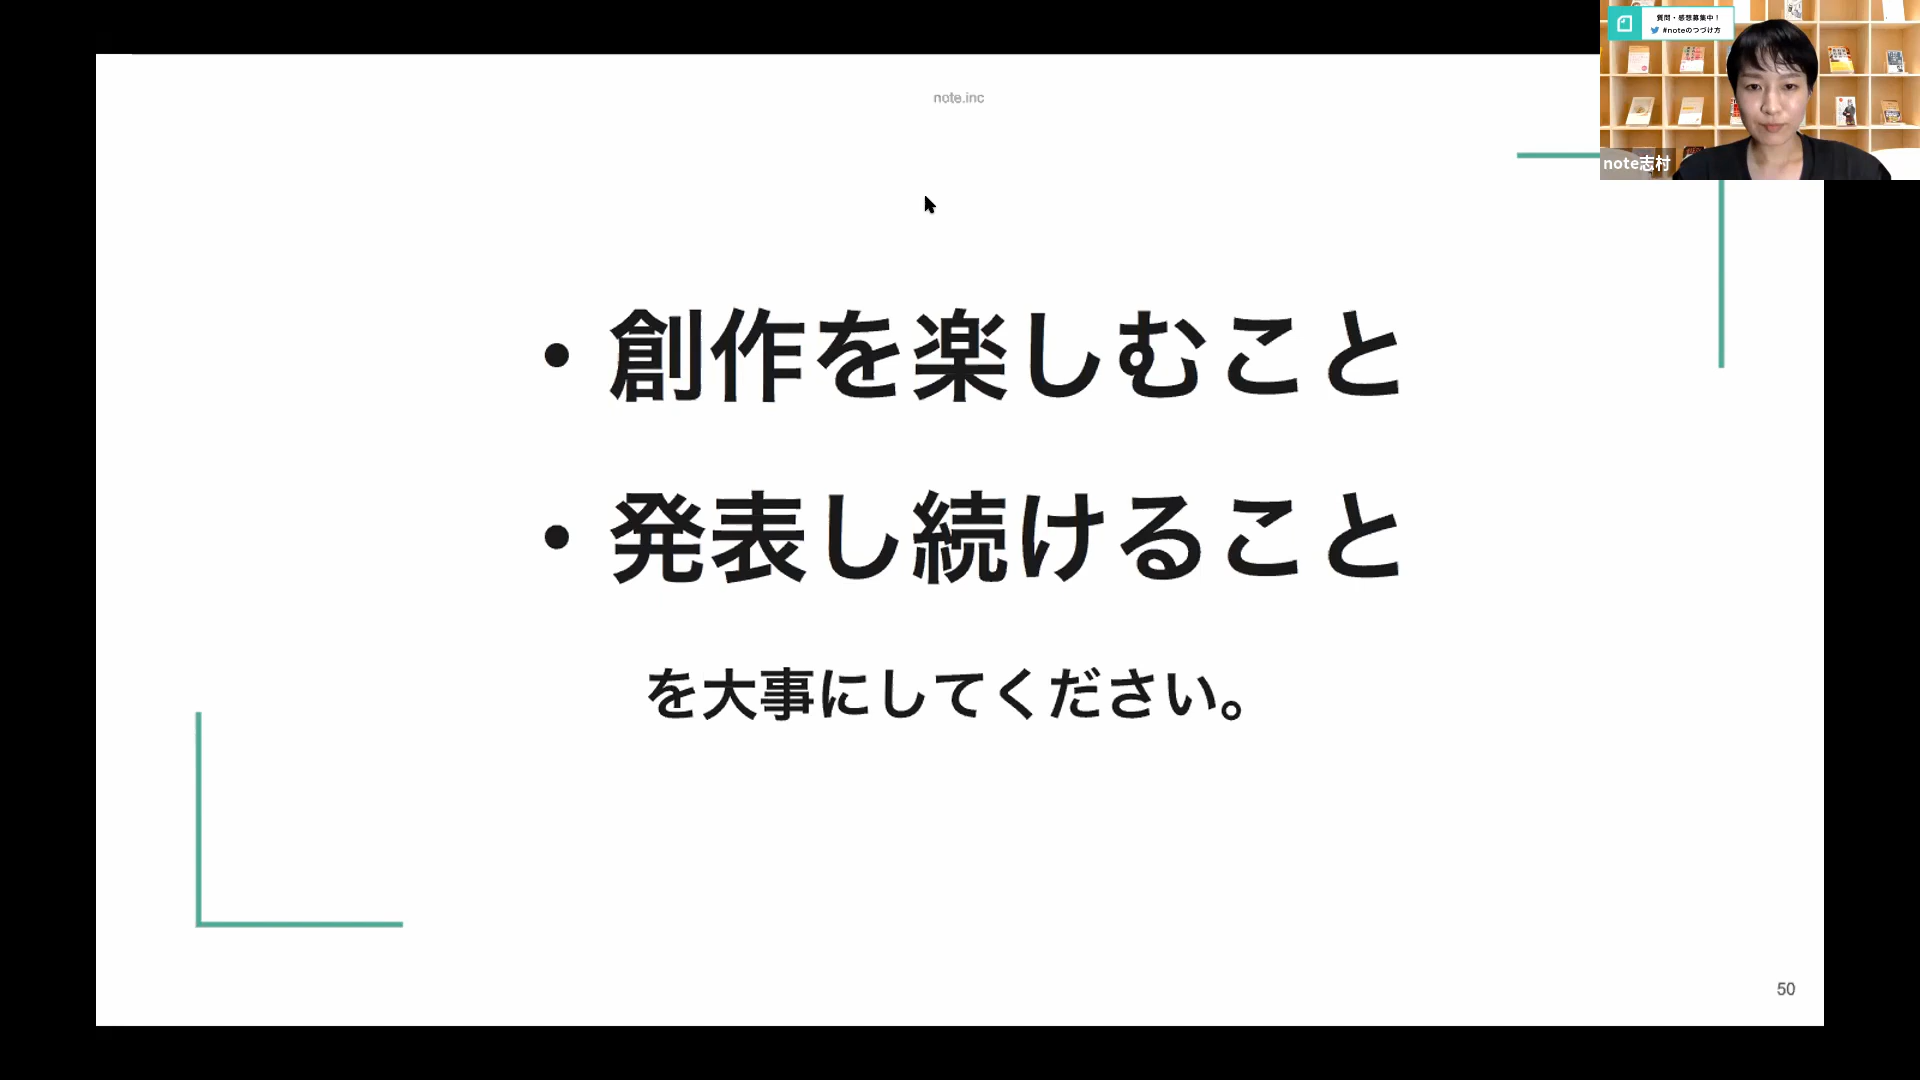 note.inc
質問・感想募集中！
#noteのつづけ方
note志村
・創作を楽しむこと
・発表し続けること
を大事にしてください。
50